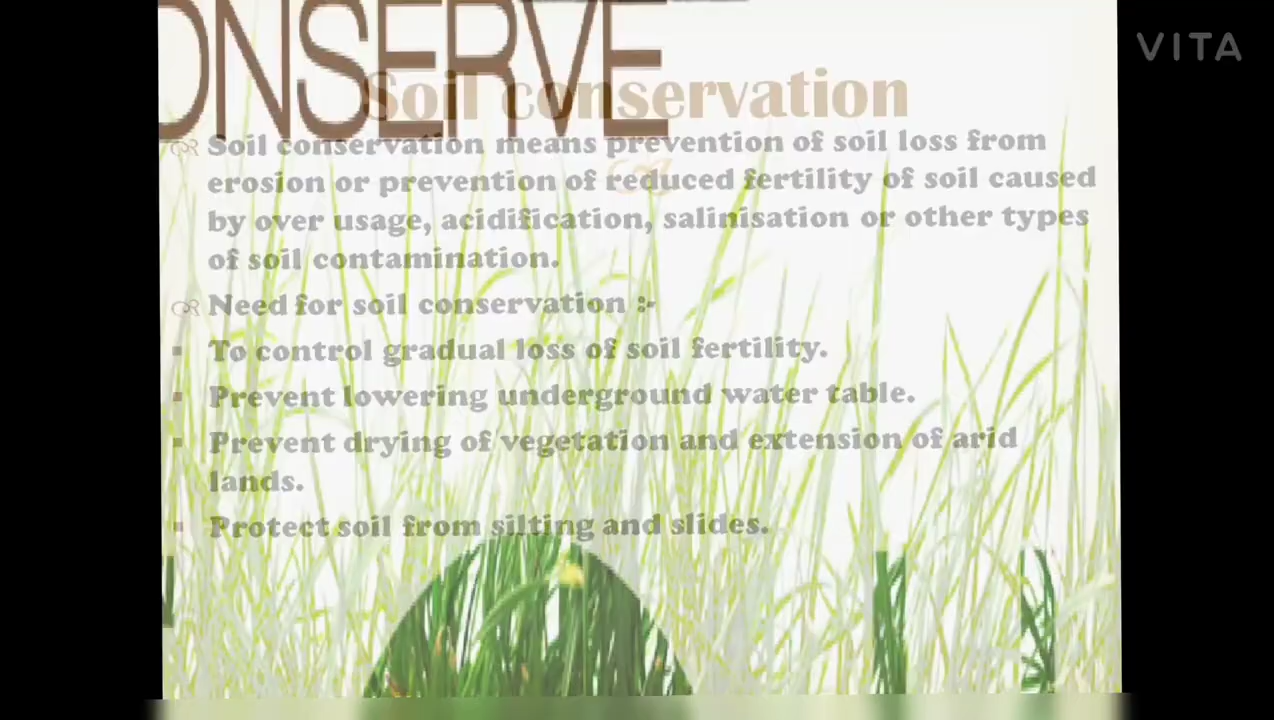 ONSERVE
VITA
Soil conservation
Soil conservation means prevention of soil loss from
erosion or prevention of reduced fertility of soil caused
by over usage, acidification, salinisation or other types
of soil contamination.
Need for soil conservation :-
▪ To control gradual loss of soil fertility.
▪ Prevent lowering underground water table.
▪ Prevent drying of vegetation and extension of arid
lands.
▪ Protect soil from silting and slides.